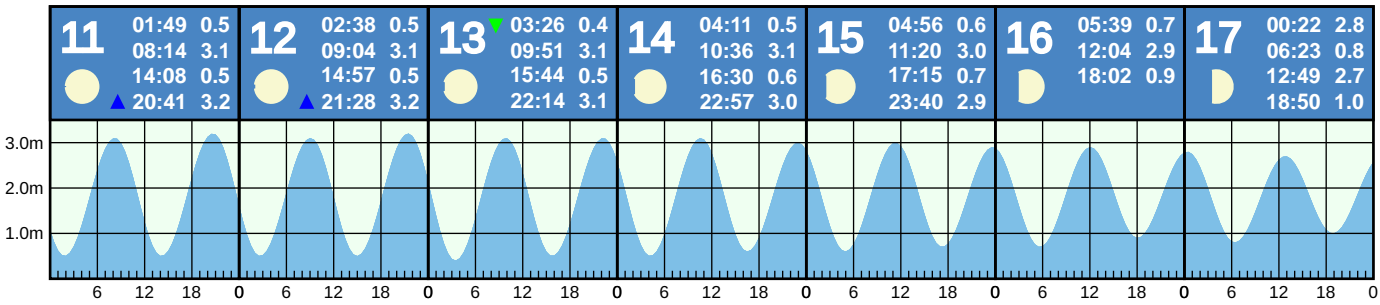 11 01:49 0.5 12 02:38 0.5 13 03:26 0.4 14 04:11 0.5 15 04:56 0.6 16 05:39 0.7 17 00:22 2.8
08:14 3.1 09:04 3.1 09:51 3.1 10:36 3.1 11:20 3.0 12:04 2.9 06:23 0.8
14:08 0.5 14:57 0.5 15:44 0.5 16:30 0.6 17:15 0.7 18:02 0.9 12:49 2.7
20:41 3.2 21:28 3.2 22:14 3.1 22:57 3.0 23:40 2.9 18:50 1.0
3.0m
2.0m
1.0m
6 12 18 0 6 12 18 0 6 12 18 0 6 12 18 0 6 12 18 0 6 12 18 0 6 12 18 0